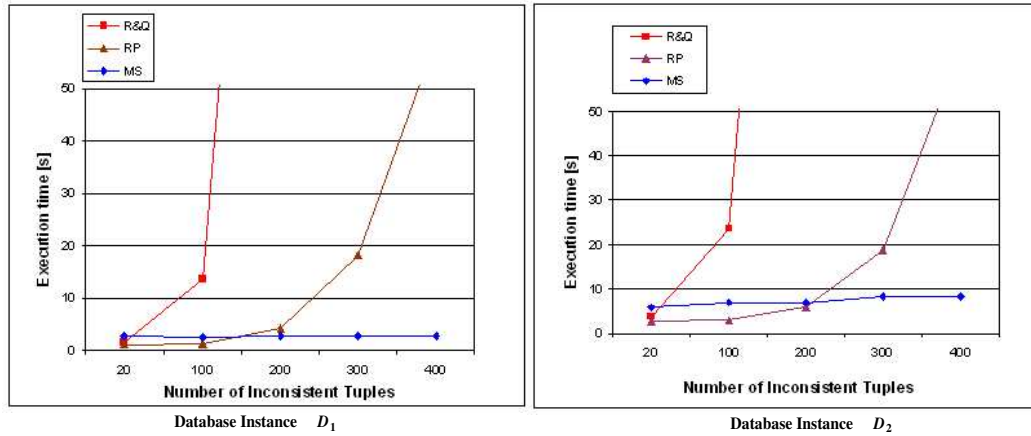 R&Q
RP
MS
50
40
30
20
10
0
Execution time [s]
20 100 200 300 400
Number of Inconsistent Tuples
Database Instance D1
R&Q
RP
MS
50
40
30
20
10
0
Execution time [s]
20 100 200 300 400
Number of Inconsistent Tuples
Database Instance D2